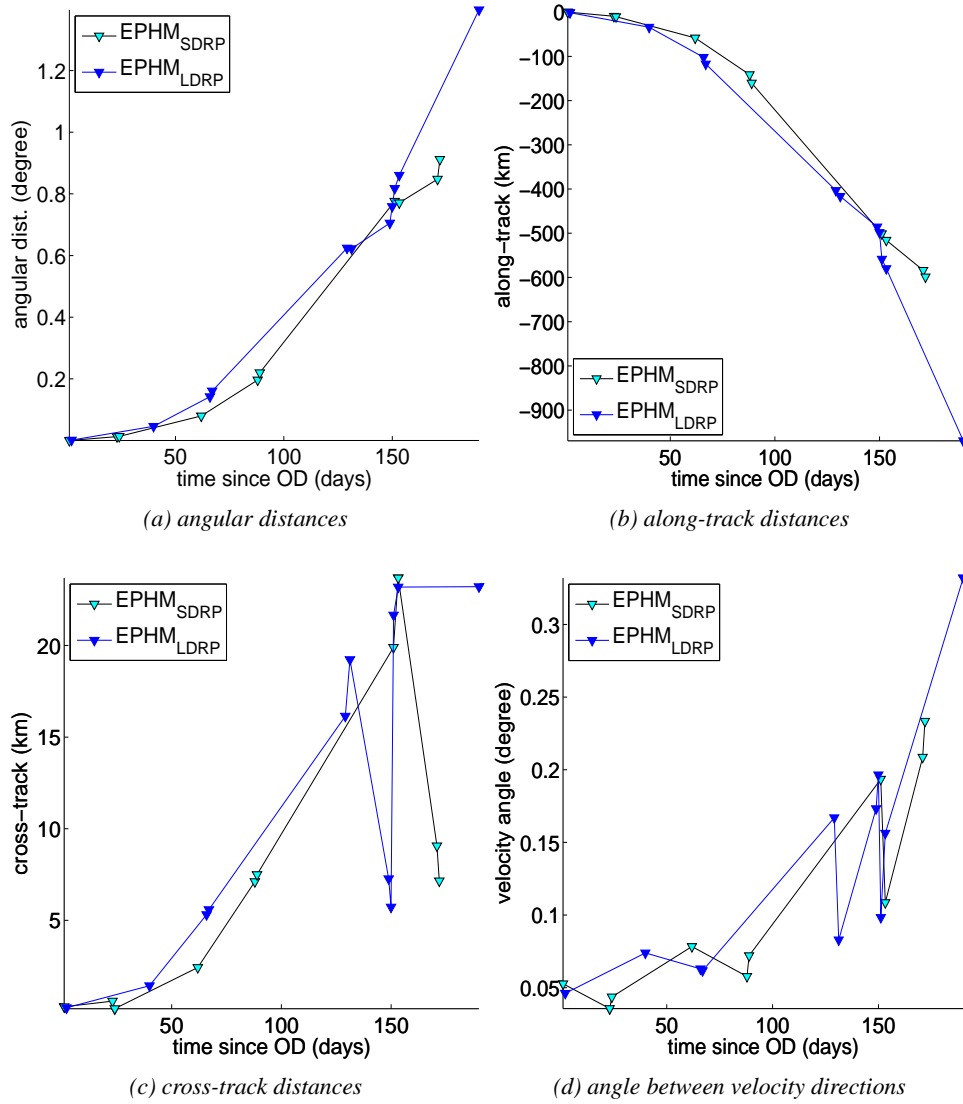 EPHM_SDRP
EPHM_LDRP
1.2
1
0.8
0.6
0.4
0.2
50 100 150
angular dist. (degree)
time since OD (days)
(a) angular distances
0
−100
−200
−300
−400
−500
−600
−700
−800
−900
50 100 150
along−track (km)
EPHM_SDRP
EPHM_LDRP
time since OD (days)
(b) along-track distances
EPHM_SDRP
EPHM_LDRP
20
15
10
5
50 100 150
cross−track (km)
time since OD (days)
(c) cross-track distances
EPHM_SDRP
EPHM_LDRP
0.3
0.25
0.2
0.15
0.1
0.05
50 100 150
velocity angle (degree)
time since OD (days)
(d) angle between velocity directions